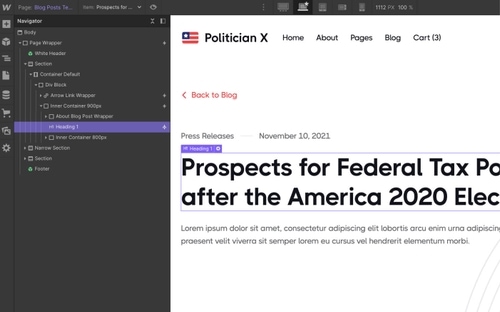 Page: Blog Posts Te...
Item: Prospects for ...
1112 PX 100 %
Navigator
Body
Page Wrapper
White Header
Section
Container Default
Div Block
Arrow Link Wrapper
Inner Container 900px
About Blog Post Wrapper
H1 Heading 1
Inner Container 800px
Narrow Section
Section
Footer
Politician X
Home About Pages Blog Cart (3)
Back to Blog
Press Releases November 10, 2021
H1 Heading 1
Prospects for Federal Tax Po
after the America 2020 Elec
Lorem ipsum dolor sit amet, consectetur adipiscing elit lobortis arcu enim urna adipiscing
praesent velit viverra sit semper lorem eu cursus vel hendrerit elementum morbi.